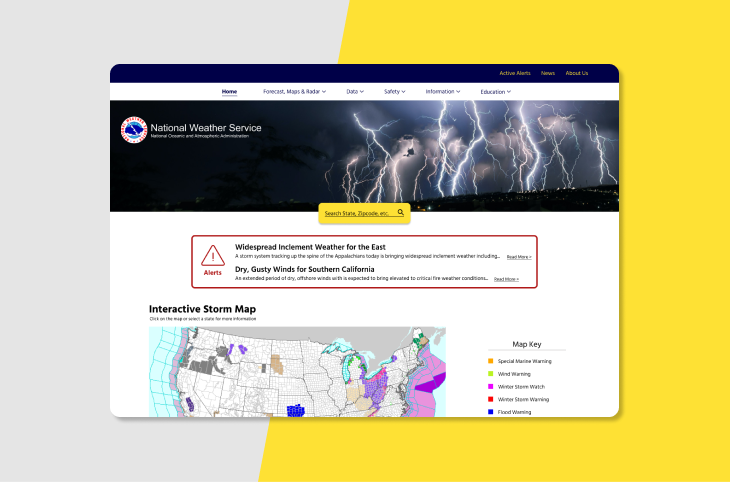 Active Alerts News About Us
Home Forecast, Maps & Radar Data Safety Information Education
National Weather Service
National Oceanic and Atmospheric Administration
Search State, Zipcode, etc.
Widespread Inclement Weather for the East
A storm system tracking up the spine of the Appalachians today is bringing widespread inclement weather including... Read More >
Alerts
Dry, Gusty Winds for Southern California
An extended period of dry, offshore winds with is expected to bring elevated to critical fire weather conditions... Read More >
Interactive Storm Map
Click on the map or select a state for more information
Map Key
Special Marine Warning
Wind Warning
Winter Storm Watch
Winter Storm Warning
Flood Warning